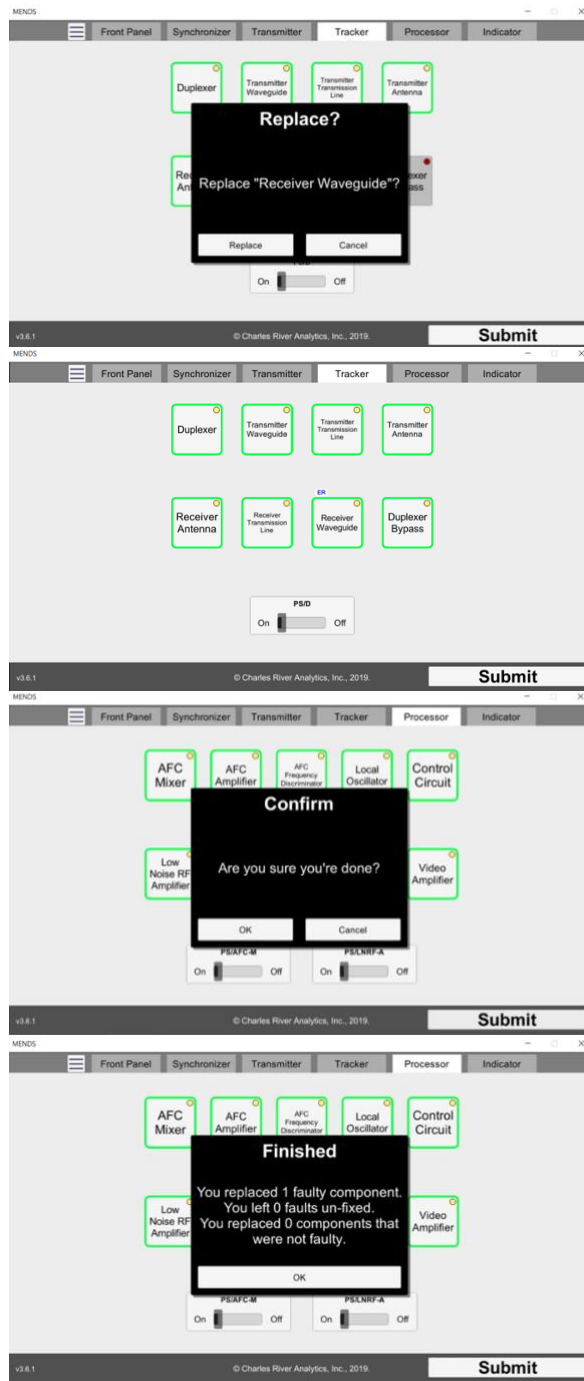 MENDS
Front Panel Synchronizer Transmitter Tracker Processor Indicator
Duplexer
Transmitter
Waveguide
Transmitter
Transmission
Line
Transmitter
Antenna
Replace?
Replace "Receiver Waveguide"?
Replace Cancel
On Off
v3.6.1 © Charles River Analytics, Inc., 2019. Submit
MENDS
Front Panel Synchronizer Transmitter Tracker Processor Indicator
Duplexer
Transmitter
Waveguide
Transmitter
Transmission
Line
Transmitter
Antenna
ER
Receiver
Antenna
Receiver
Transmission
Line
Receiver
Waveguide
Duplexer
Bypass
PS/D
On Off
v3.6.1 © Charles River Analytics, Inc., 2019. Submit
MENDS
Front Panel Synchronizer Transmitter Tracker Processor Indicator
AFC
Mixer
AFC
Amplifier
AFC
Frequency
Discriminator
Local
Oscillator
Control
Circuit
Confirm
Low
Noise RF
Amplifier
Are you sure you're done?
Video
Amplifier
OK Cancel
PS/AFC-M PS/LNRF-A
On Off On Off
v3.6.1 © Charles River Analytics, Inc., 2019. Submit
MENDS
Front Panel Synchronizer Transmitter Tracker Processor Indicator
AFC
Mixer
AFC
Amplifier
AFC
Frequency
Discriminator
Local
Oscillator
Control
Circuit
Finished
Low
Noise RF
Amplifier
You replaced 1 faulty component.
You left 0 faults un-fixed.
You replaced 0 components that
were not faulty.
Video
Amplifier
OK
PS/AFC-M PS/LNRF-A
On Off On Off
v3.6.1 © Charles River Analytics, Inc., 2019. Submit